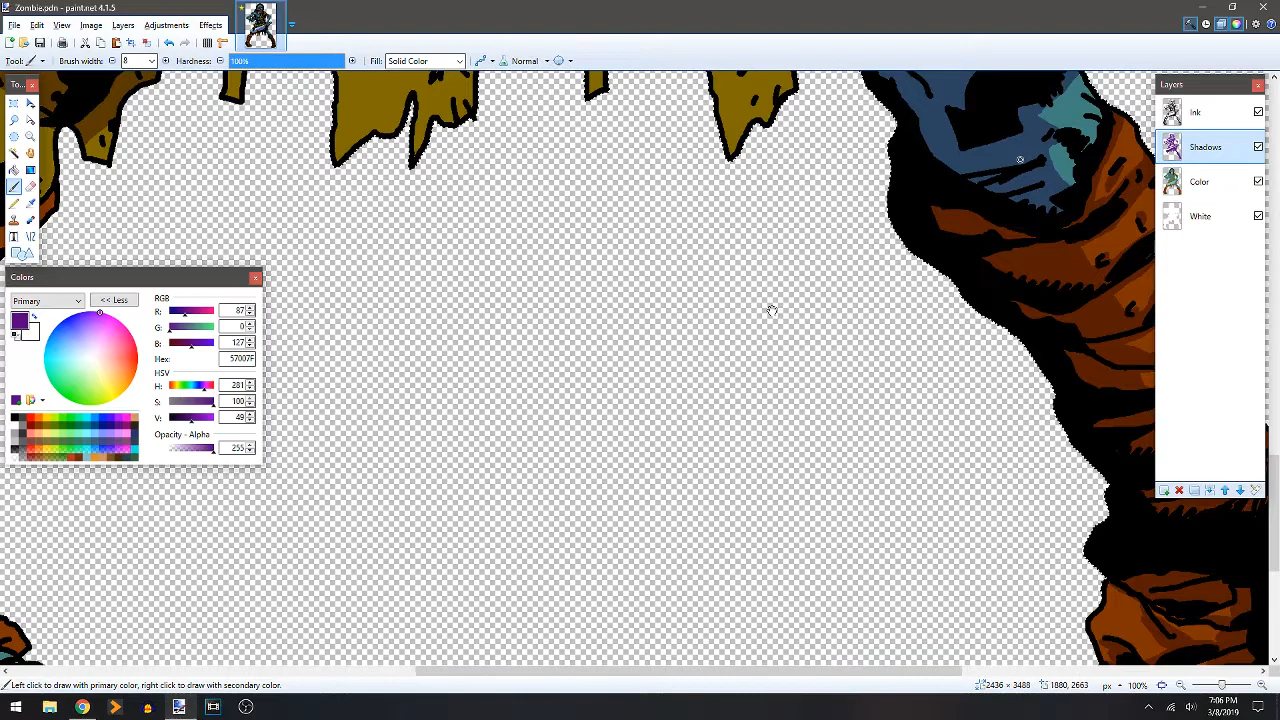 Zombie.pdn - paint.net 4.1.5
File Edit View Image Layers Adjustments Effects
Tool: Brush width: 8 Hardness: 100% Fill: Solid Color Normal
To...
Layers
Ink
Shadows
Color
White
Colors
Primary << Less
RGB
R: 87
G: 0
B: 127
Hex: 57007F
HSV
H: 281
S: 100
V: 49
Opacity - Alpha
255
Left click to draw with primary color, right click to draw with secondary color. 2436 × 3488 1880, 2663 px 100%
7:06 PM
3/8/2019